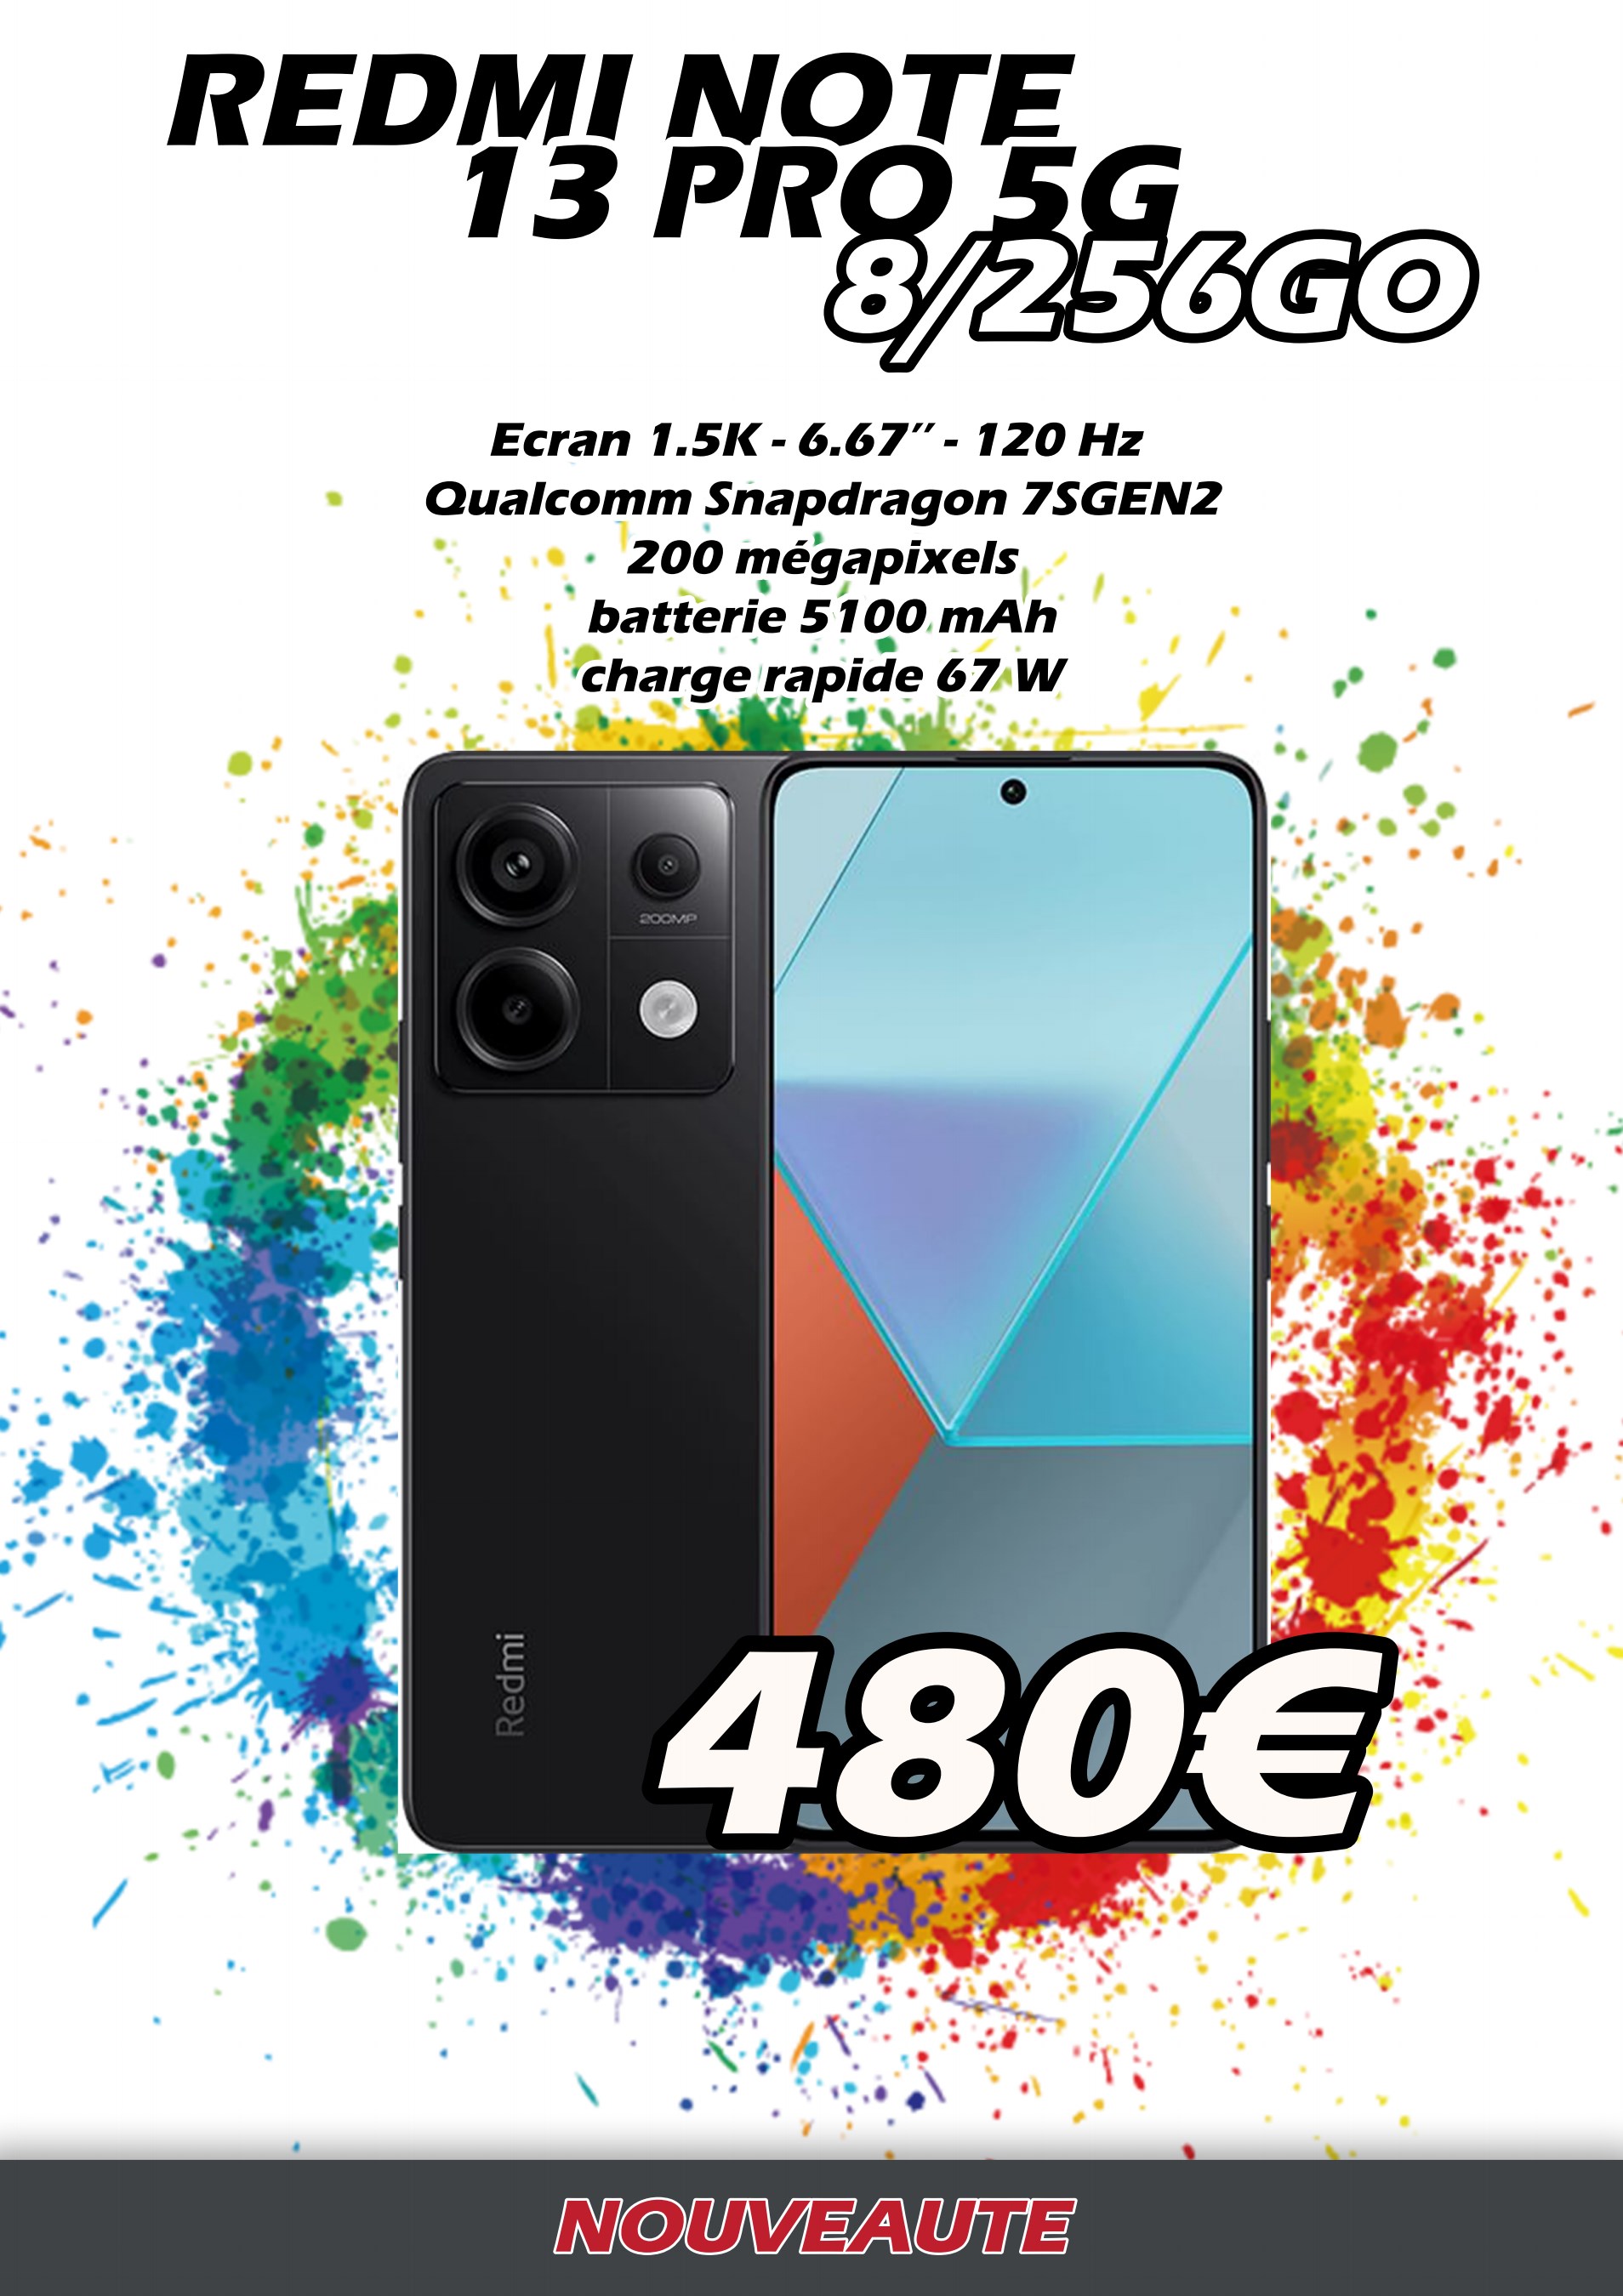 REDMI NOTE
13 PRO 5G
8/256GO
Ecran 1.5K - 6.67’’ - 120 Hz
Qualcomm Snapdragon 7SGEN2
200 mégapixels
batterie 5100 mAh
charge rapide 67 W
200MP
Redmi
480€
NOUVEAUTE